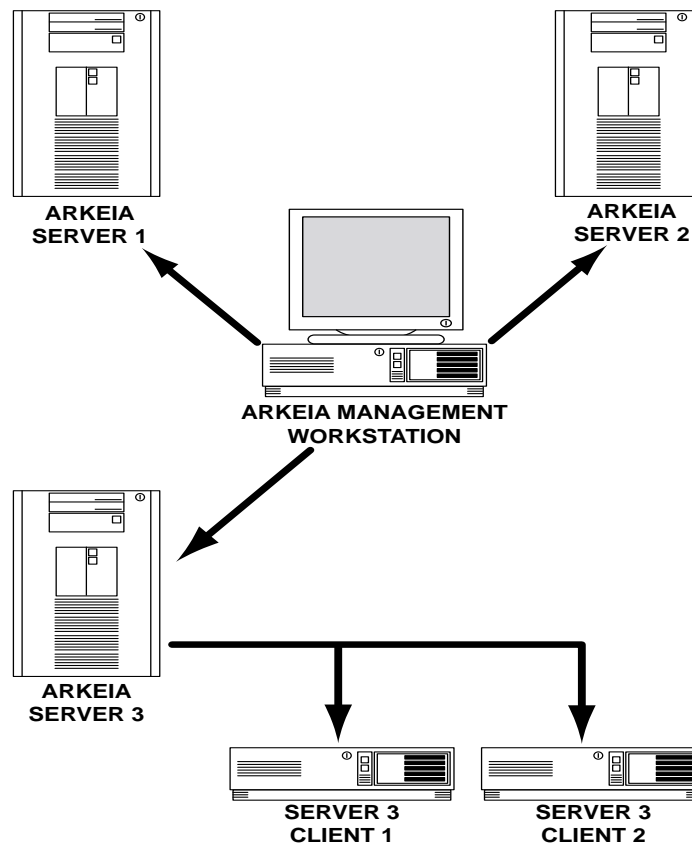 ARKEIA
SERVER 1
ARKEIA
SERVER 2
ARKEIA MANAGEMENT
WORKSTATION
ARKEIA
SERVER 3
SERVER 3
CLIENT 1
SERVER 3
CLIENT 2